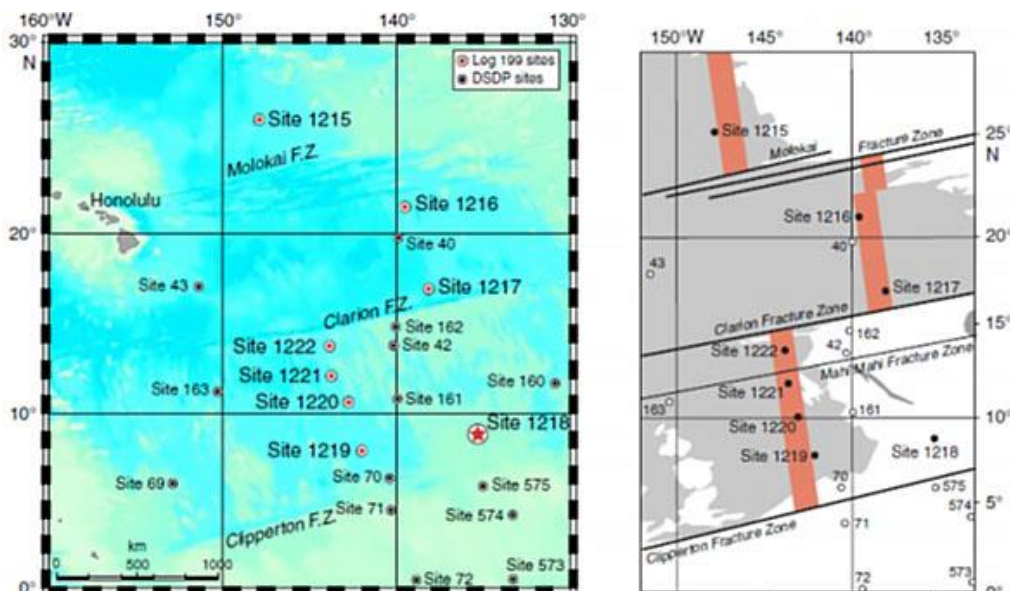 160°W 150° 140° 130°
30°
N
Leg 199 sites
DSDP sites
Site 1215
Molokai F.Z.
Honolulu
Site 1216
20°
Site 40
Site 43
Site 1217
Clarion F.Z.
Site 162
Site 1222
Site 42
Site 1221
Site 163
Site 160
Site 1220
Site 161
10°
Site 1218
Site 1219
Site 69
Site 70
Site 575
Site 71
Site 574
Clipperton F.Z.
km
0 500 1000
Site 72
Site 573
0°
150°W 145° 140° 135°
Site 1215
25°
N
Molokai
Fracture Zone
Site 1216
20°
40
43
Site 1217
Clarion Fracture Zone
15°
162
Site 1222
42
Mahi Mahi Fracture Zone
Site 1221
163
161
10°
Site 1220
Site 1218
Site 1219
70
575
5°
574
71
Clipperton Fracture Zone
573
72
0°